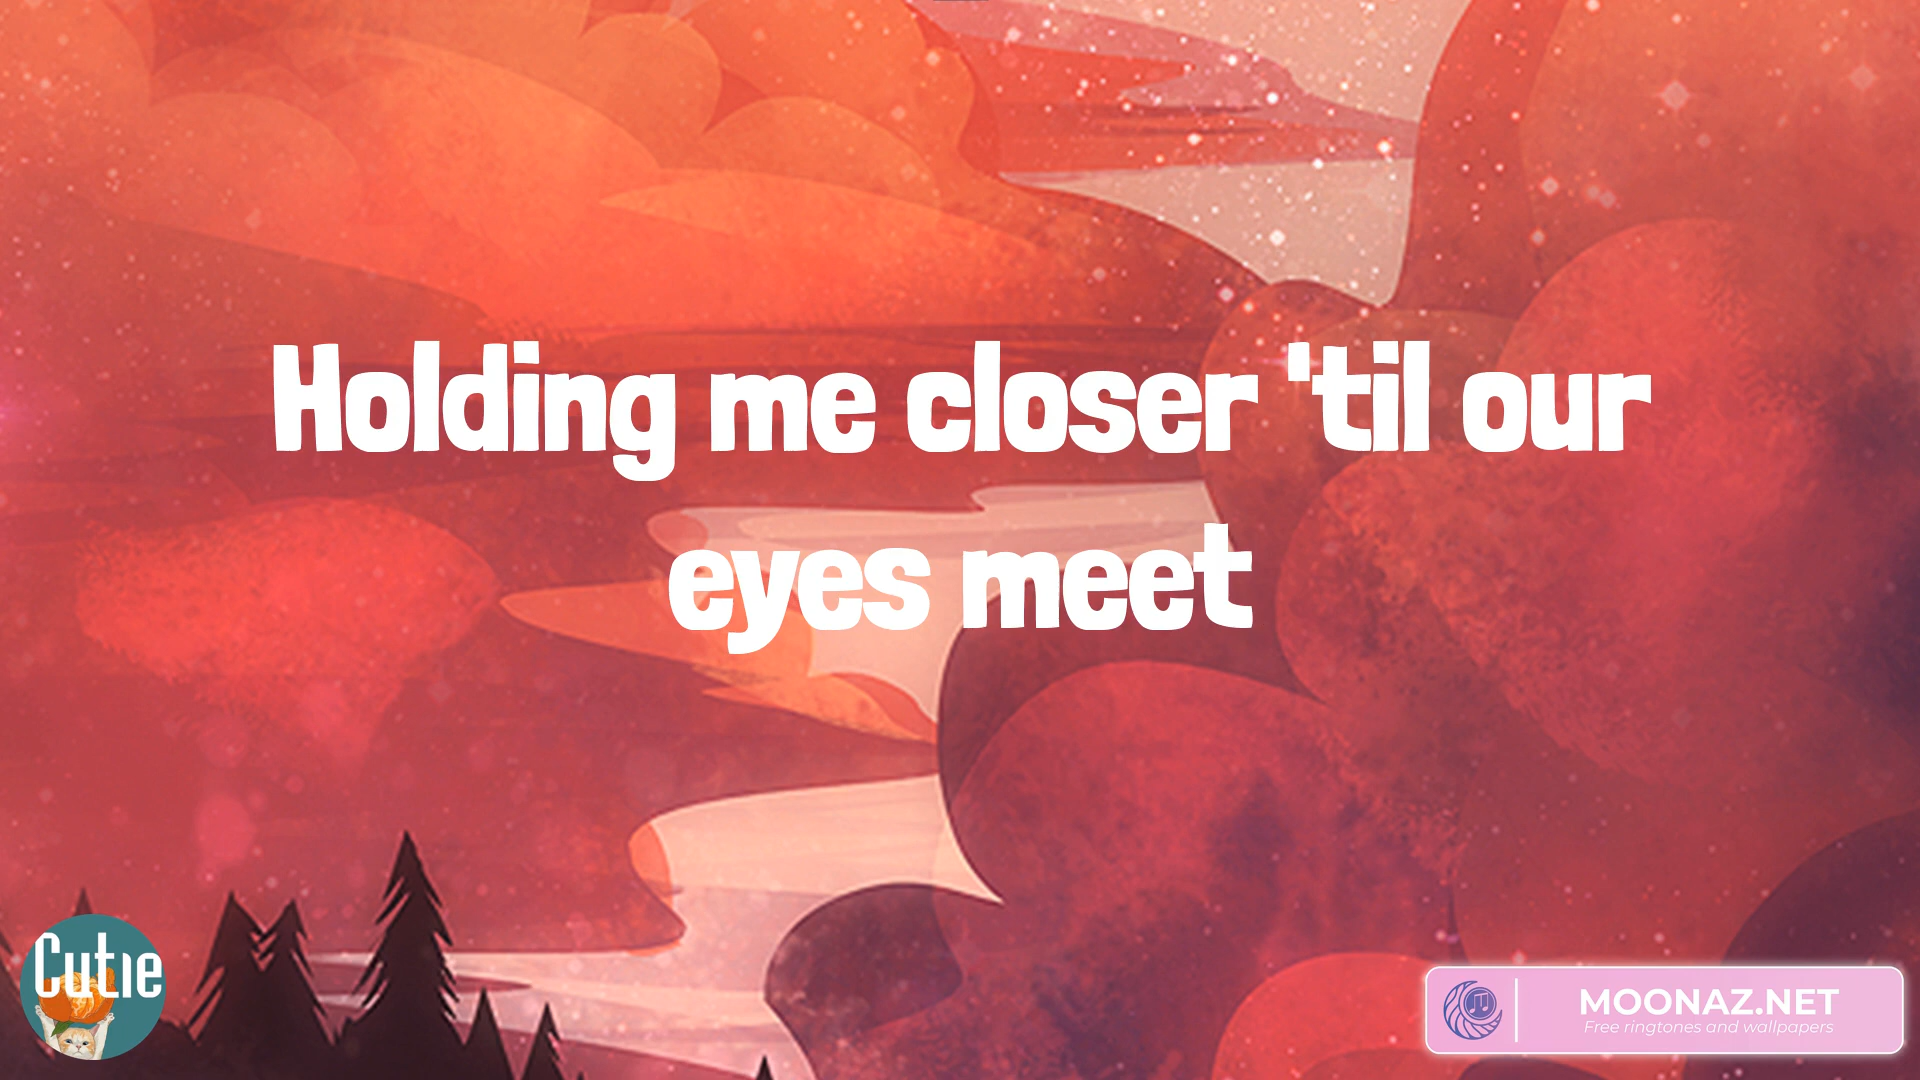 Holding me closer 'til our
eyes meet
Cutie
MOONAZ.NET
Free ringtones and wallpapers